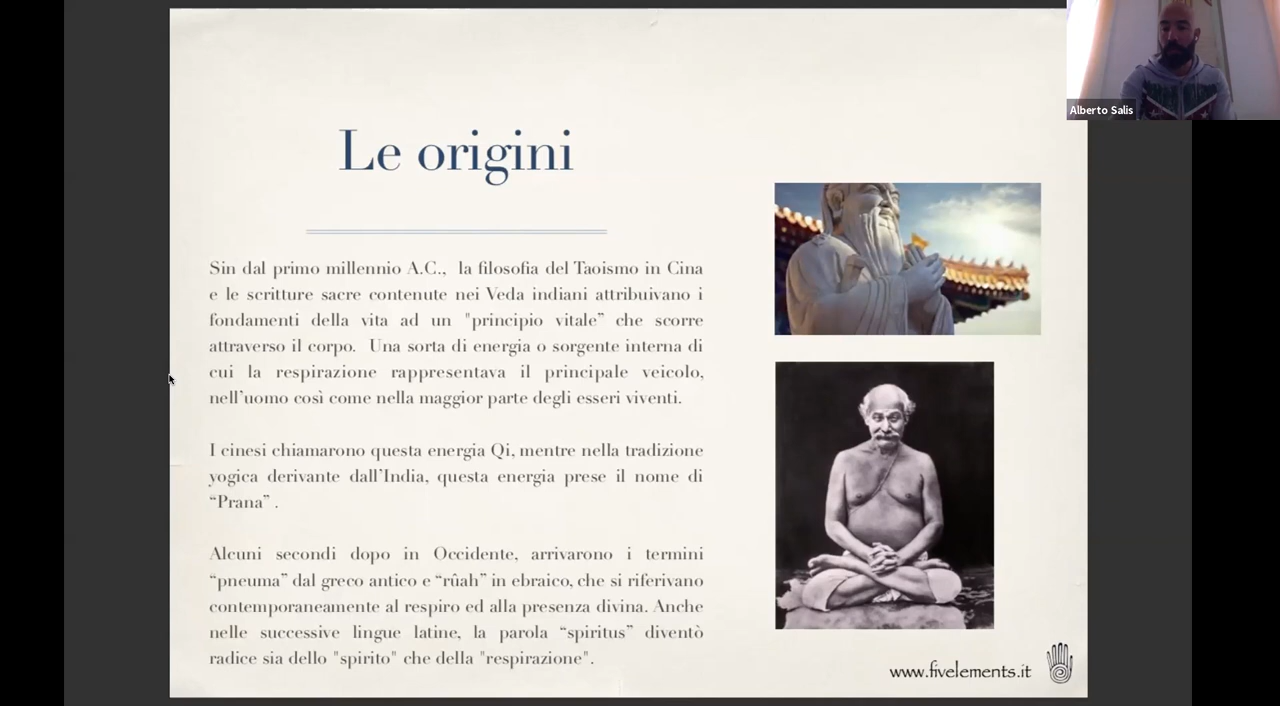 Alberto Salis
Le origini
Sin dal primo millennio A.C., la filosofia del Taoismo in Cina
e le scritture sacre contenute nei Veda indiani attribuivano i
fondamenti della vita ad un "principio vitale” che scorre
attraverso il corpo. Una sorta di energia o sorgente interna di
cui la respirazione rappresentava il principale veicolo,
nell’uomo così come nella maggior parte degli esseri viventi.
I cinesi chiamarono questa energia Qi, mentre nella tradizione
yogica derivante dall’India, questa energia prese il nome di
“Prana” .
Alcuni secondi dopo in Occidente, arrivarono i termini
“pneuma” dal greco antico e “rûah” in ebraico, che si riferivano
contemporaneamente al respiro ed alla presenza divina. Anche
nelle successive lingue latine, la parola “spiritus” diventò
radice sia dello "spirito" che della "respirazione".
www.fivelements.it